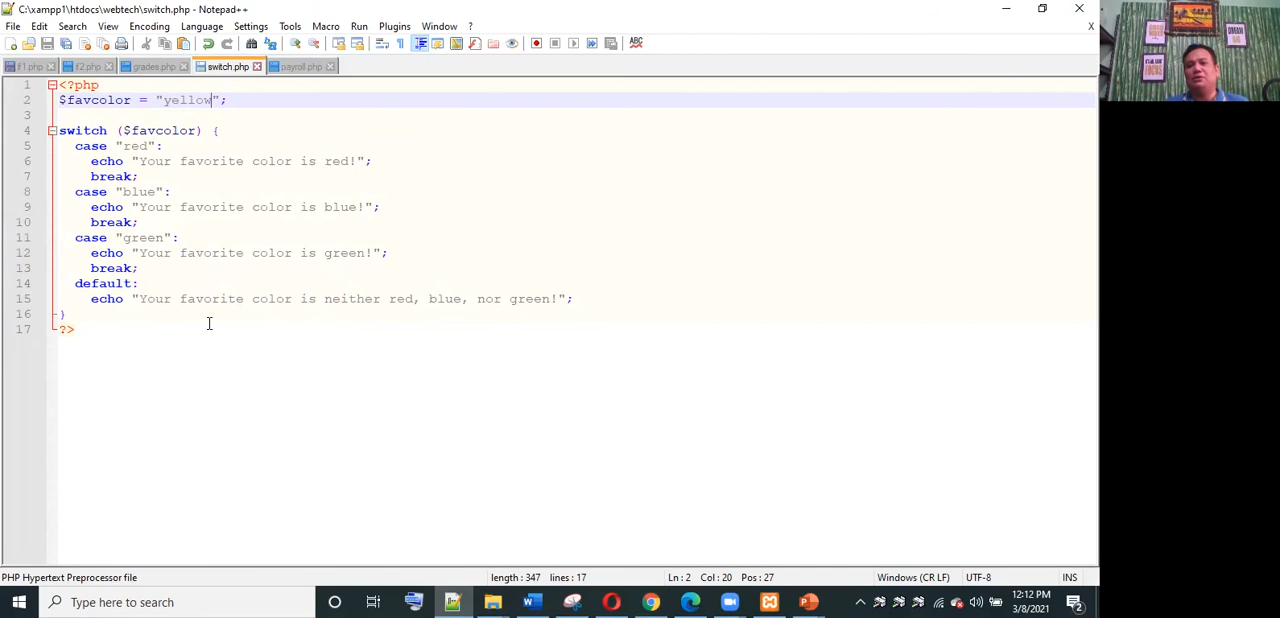 C:\xampp1\htdocs\webtech\switch.php - Notepad++
File Edit Search View Encoding Language Settings Tools Macro Run Plugins Window ? X
f1.php f2.php grades.php switch.php payroll.php
1 <?php
2 $favcolor = "yellow";
3
4 switch ($favcolor) {
5 case "red":
6 echo "Your favorite color is red!";
7 break;
8 case "blue":
9 echo "Your favorite color is blue!";
10 break;
11 case "green":
12 echo "Your favorite color is green!";
13 break;
14 default:
15 echo "Your favorite color is neither red, blue, nor green!";
16 }
17 ?>
PHP Hypertext Preprocessor file length : 347 lines : 17 Ln : 2 Col : 20 Pos : 27 Windows (CR LF) UTF-8 INS
Type here to search
12:12 PM
3/8/2021
2
FOCUS